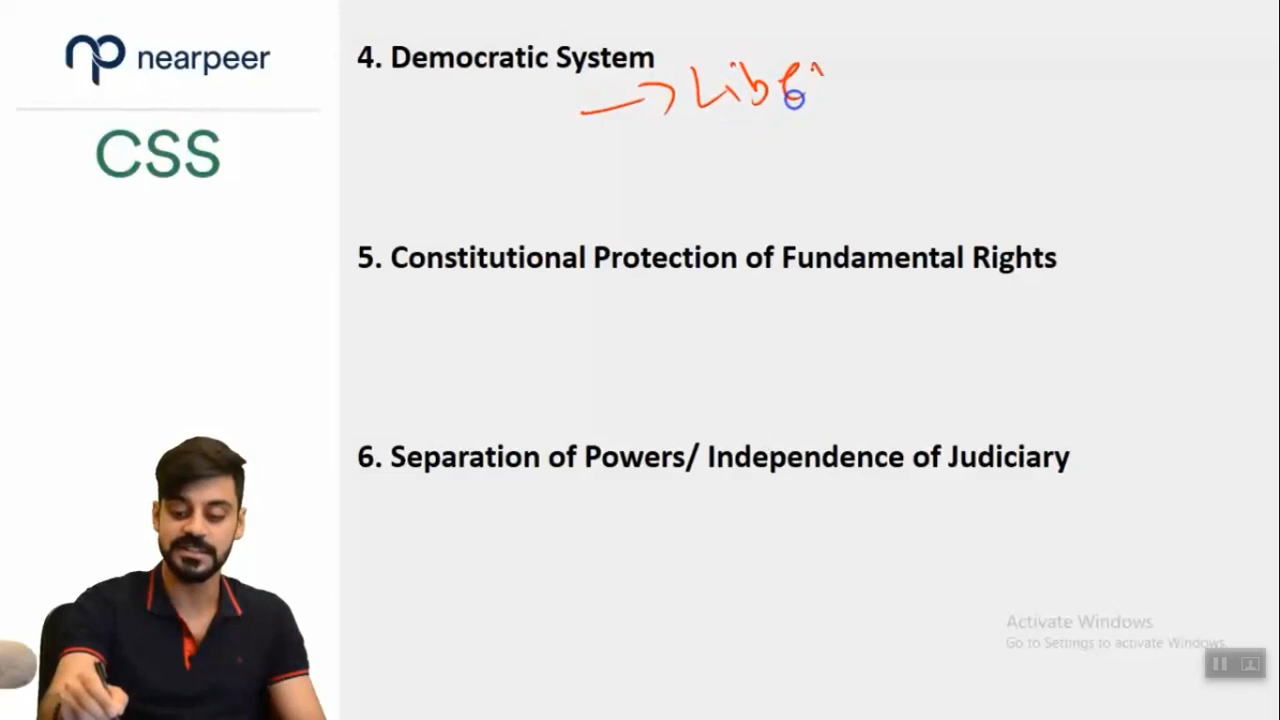 nearpeer
CSS
4. Democratic System
5. Constitutional Protection of Fundamental Rights
6. Separation of Powers/ Independence of Judiciary
Activate Windows
Go to Settings to activate Windows.